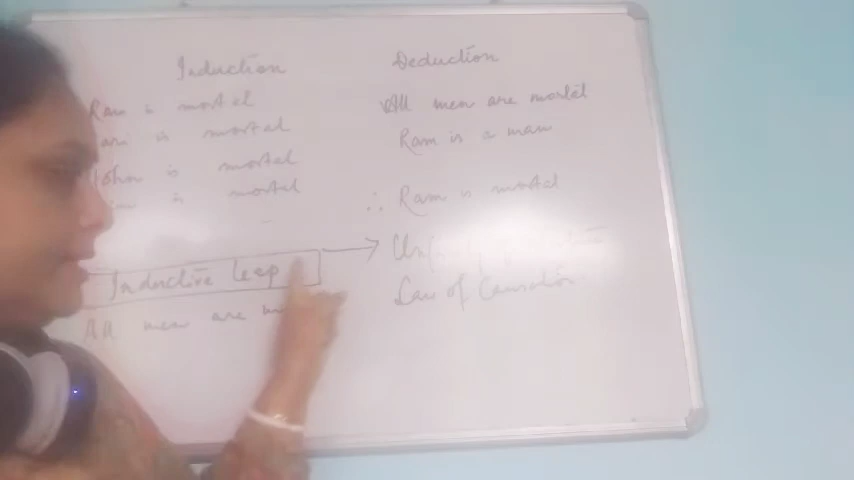 Induction
Ram is mortal
is mortal
John is mortal
is mortal
Inductive leap
All men are
Deduction
All men are mortal
Ram is a man
∴ Ram is mortal
Law of Causation